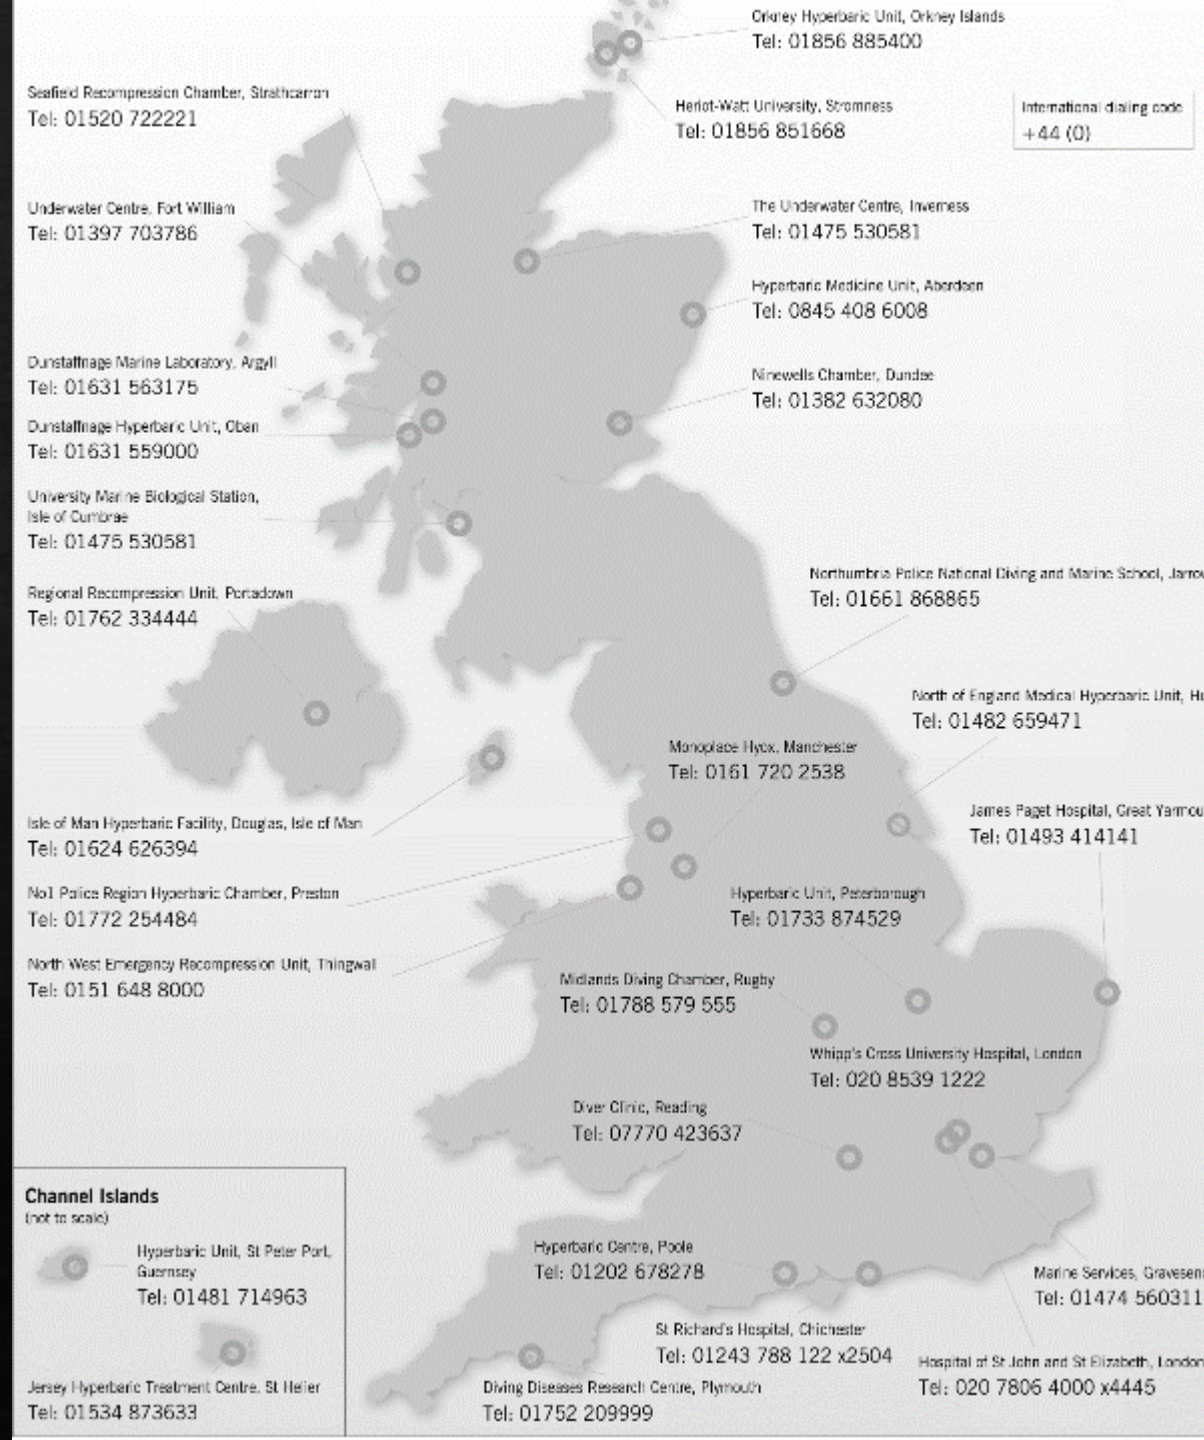 Orkney Hyperbaric Unit, Orkney Islands
Tel: 01856 885400
Seafield Recompression Chamber, Strathcarron
Tel: 01520 722221
Heriot-Watt University, Stromness
Tel: 01856 851668
International dialing code
+44 (0)
Underwater Centre, Fort William
Tel: 01397 703786
The Underwater Centre, Inverness
Tel: 01475 530581
Hyperbaric Medicine Unit, Aberdeen
Tel: 0845 408 6008
Dunstaffnage Marine Laboratory, Argyll
Tel: 01631 563175
Ninewells Chamber, Dundee
Tel: 01382 632080
Dunstaffnage Hyperbaric Unit, Oban
Tel: 01631 559000
University Marine Biological Station,
Isle of Cumbrae
Tel: 01475 530581
Northumbria Police National Diving and Marine School, Jarrow
Tel: 01661 868865
Regional Recompression Unit, Portadown
Tel: 01762 334444
North of England Medical Hyperbaric Unit, Hu
Tel: 01482 659471
Monoplace Hyox, Manchester
Tel: 0161 720 2538
Isle of Man Hyperbaric Facility, Douglas, Isle of Man
Tel: 01624 626394
James Paget Hospital, Great Yarmou
Tel: 01493 414141
No1 Police Region Hyperbaric Chamber, Preston
Tel: 01772 254484
Hyperbaric Unit, Peterborough
Tel: 01733 874529
North West Emergency Recompression Unit, Thingwall
Tel: 0151 648 8000
Midlands Diving Chamber, Rugby
Tel: 01788 579 555
Whipp's Cross University Hospital, London
Tel: 020 8539 1222
Diver Clinic, Reading
Tel: 07770 423637
Channel Islands
(not to scale)
Hyperbaric Unit, St Peter Port,
Guernsey
Tel: 01481 714963
Hyperbaric Centre, Poole
Tel: 01202 678278
Marine Services, Gravesen
Tel: 01474 560311
St Richard's Hospital, Chichester
Tel: 01243 788 122 x2504
Hospital of St John and St Elizabeth, London
Tel: 020 7806 4000 x4445
Jersey Hyperbaric Treatment Centre, St Helier
Tel: 01534 873633
Diving Diseases Research Centre, Plymouth
Tel: 01752 209999